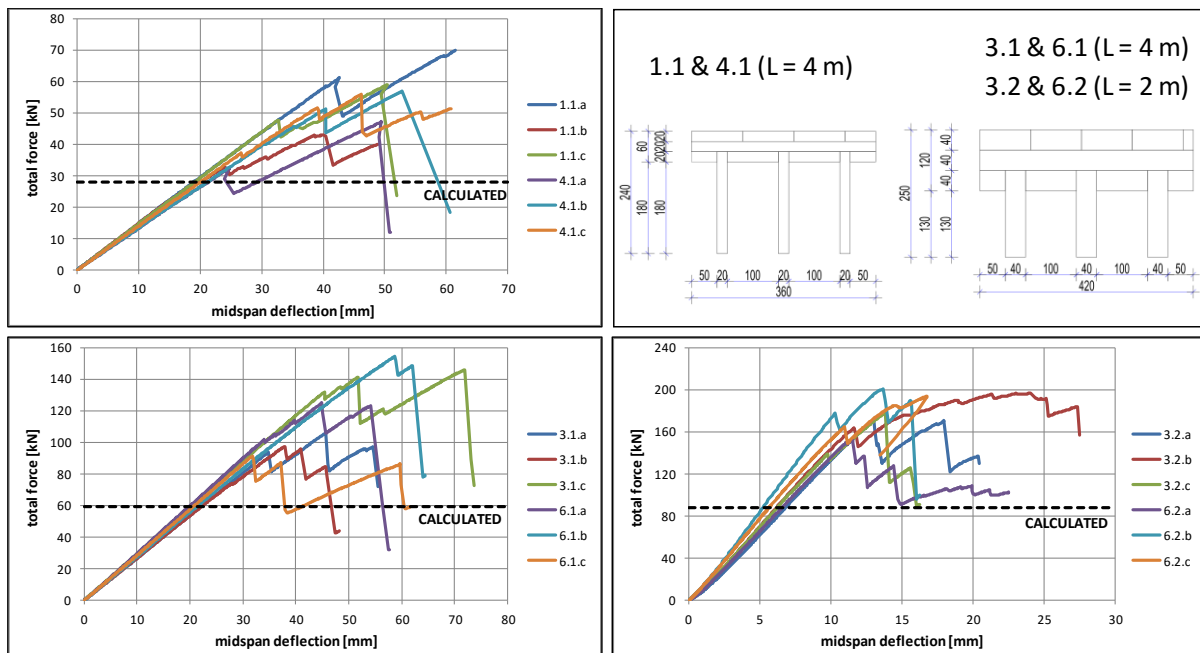 80
70
60
50
40
30
20
10
0
0 10 20 30 40 50 60 70
total force [kN]
midspan deflection [mm]
CALCULATED
1.1.a
1.1.b
1.1.c
4.1.a
4.1.b
4.1.c
1.1 & 4.1 (L = 4 m)
3.1 & 6.1 (L = 4 m)
3.2 & 6.2 (L = 2 m)
240
60
180
20 20 20
180
50 20 100 20 100 20 50
360
250
120
130
40
40
40
130
50 40 100 40 100 40 50
420
160
140
120
100
80
60
40
20
0
0 10 20 30 40 50 60 70 80
total force [kN]
midspan deflection [mm]
CALCULATED
3.1.a
3.1.b
3.1.c
6.1.a
6.1.b
6.1.c
240
200
160
120
80
40
0
0 5 10 15 20 25 30
total force [kN]
midspan deflection [mm]
CALCULATED
3.2.a
3.2.b
3.2.c
6.2.a
6.2.b
6.2.c